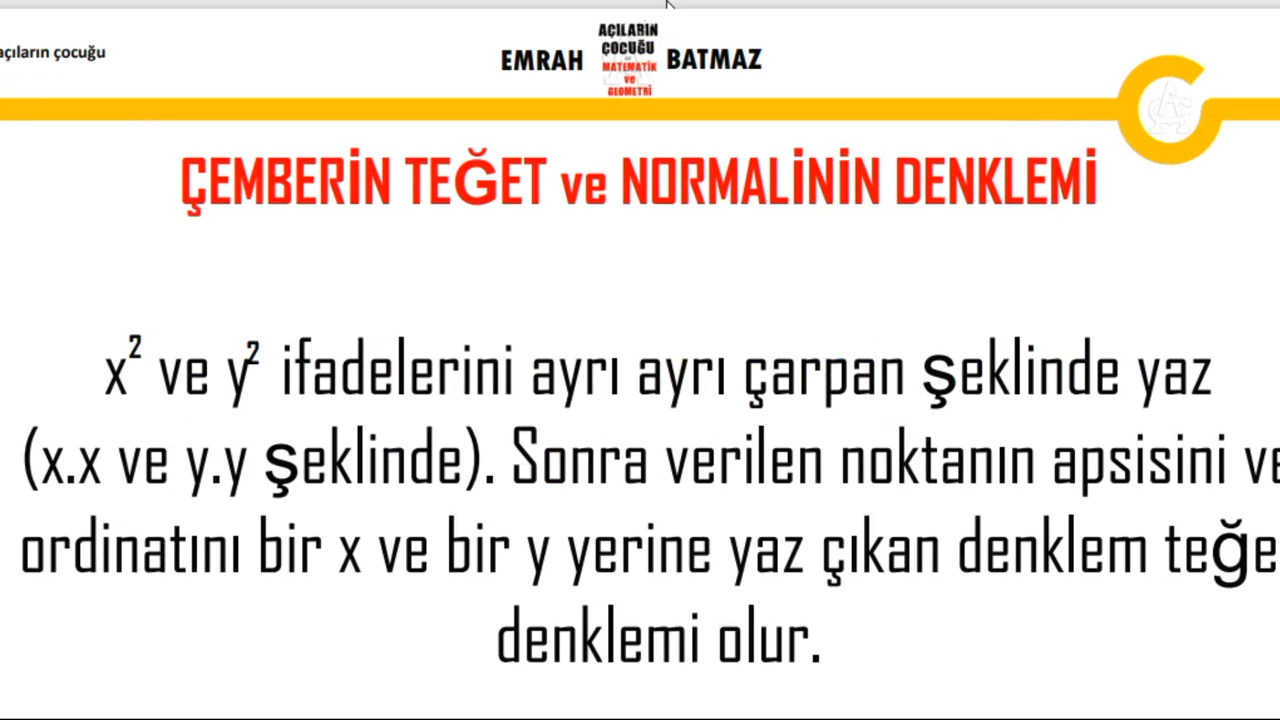 açıların çocuğu
EMRAH
AÇILARIN
ÇOCUĞU
MATEMATİK
ve
GEOMETRİ
BATMAZ
ÇEMBERİN TEĞET ve NORMALİNİN DENKLEMİ
x² ve y² ifadelerini ayrı ayrı çarpan şeklinde yaz
(x.x ve y.y şeklinde). Sonra verilen noktanın apsisini ve
ordinatını bir x ve bir y yerine yaz çıkan denklem teğe
denklemi olur.